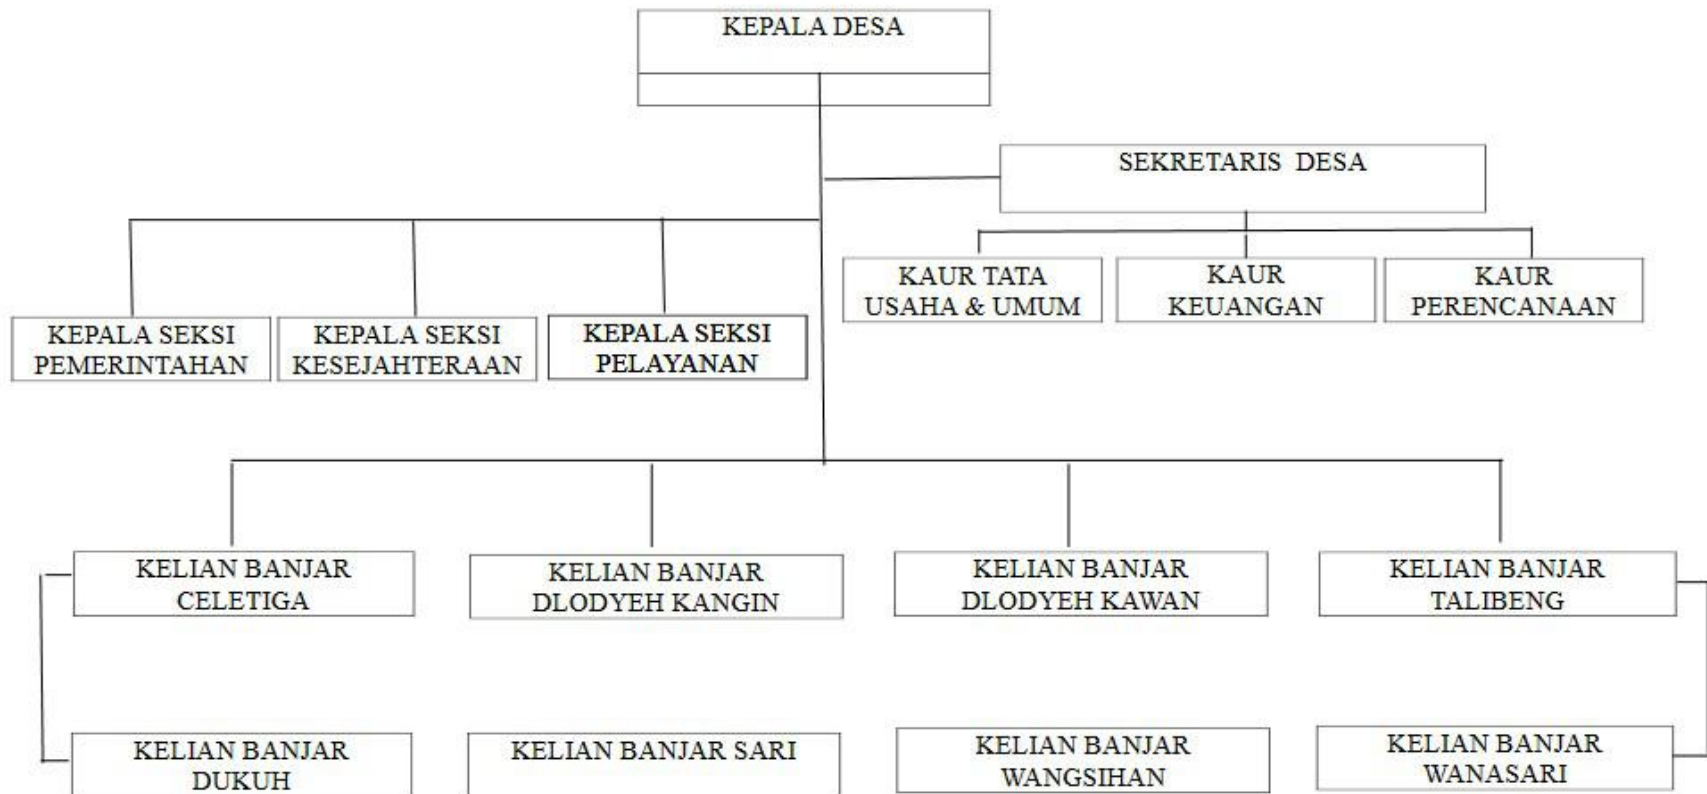 KEPALA DESA
SEKRETARIS DESA
KAUR TATA
USAHA & UMUM
KAUR
KEUANGAN
KAUR
PERENCANAAN
KEPALA SEKSI
PEMERINTAHAN
KEPALA SEKSI
KESEJAHTERAAN
KEPALA SEKSI
PELAYANAN
KELIAN BANJAR
CELETIGA
KELIAN BANJAR
DLODYEH KANGIN
KELIAN BANJAR
DLODYEH KAWAN
KELIAN BANJAR
TALIBENG
KELIAN BANJAR
DUKUH
KELIAN BANJAR SARI
KELIAN BANJAR
WANGSIHAN
KELIAN BANJAR
WANASARI